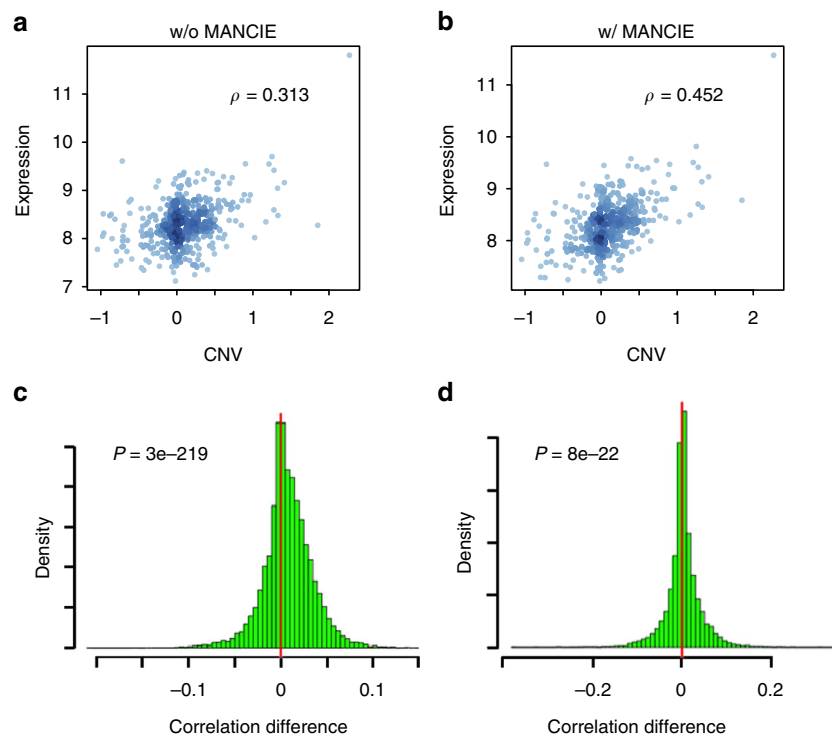 a
w/o MANCIE
ρ = 0.313
Expression
11
10
9
8
7
−1 0 1 2
CNV
b
w/ MANCIE
ρ = 0.452
Expression
11
10
9
8
−1 0 1 2
CNV
c
P = 3e–219
Density
−0.1 0 0.1
Correlation difference
d
P = 8e–22
Density
−0.2 0 0.2
Correlation difference